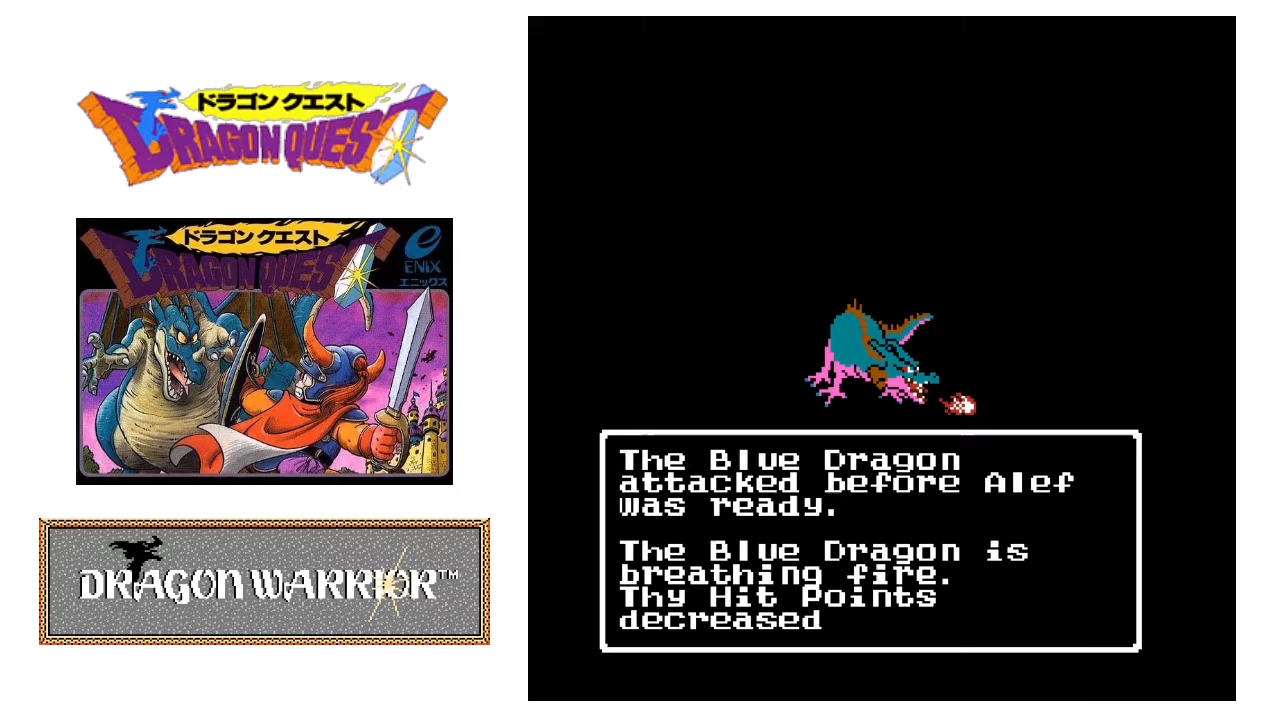 ドラゴンクエスト
DRAGON QUEST
ドラゴンクエスト
DRAGON QUEST
ENIX
エニックス
DRAGON WARRIOR™
The Blue Dragon
attacked before Alef
was ready.
The Blue Dragon is
breathing fire.
Thy Hit Points
decreased